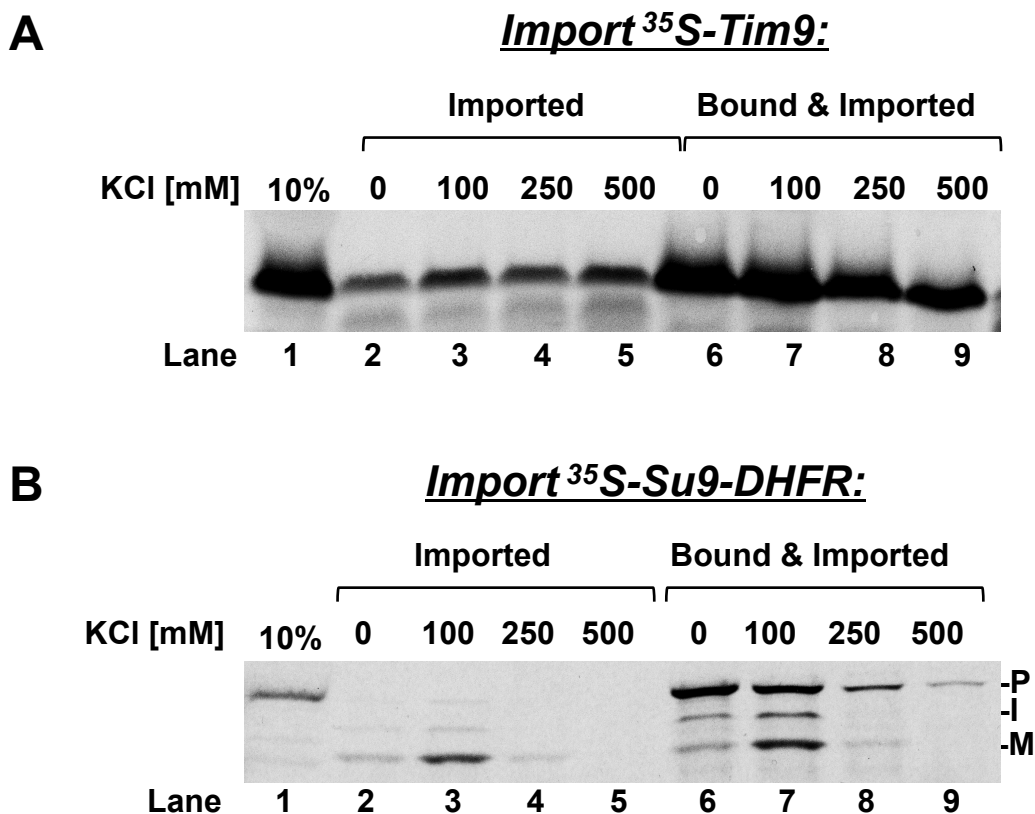 A
Import ³⁵S-Tim9:
Imported Bound & Imported
KCl [mM] 10% 0 100 250 500 0 100 250 500
Lane 1 2 3 4 5 6 7 8 9
B
Import ³⁵S-Su9-DHFR:
Imported Bound & Imported
KCl [mM] 10% 0 100 250 500 0 100 250 500
-P
-I
-M
Lane 1 2 3 4 5 6 7 8 9